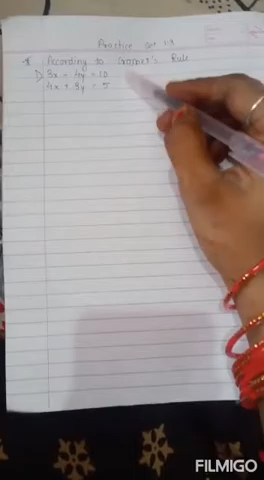 Practice set 1.3
According to Cramer's Rule
1) 3x - 4y = 10
4x + 3y = 5
FILMIGO